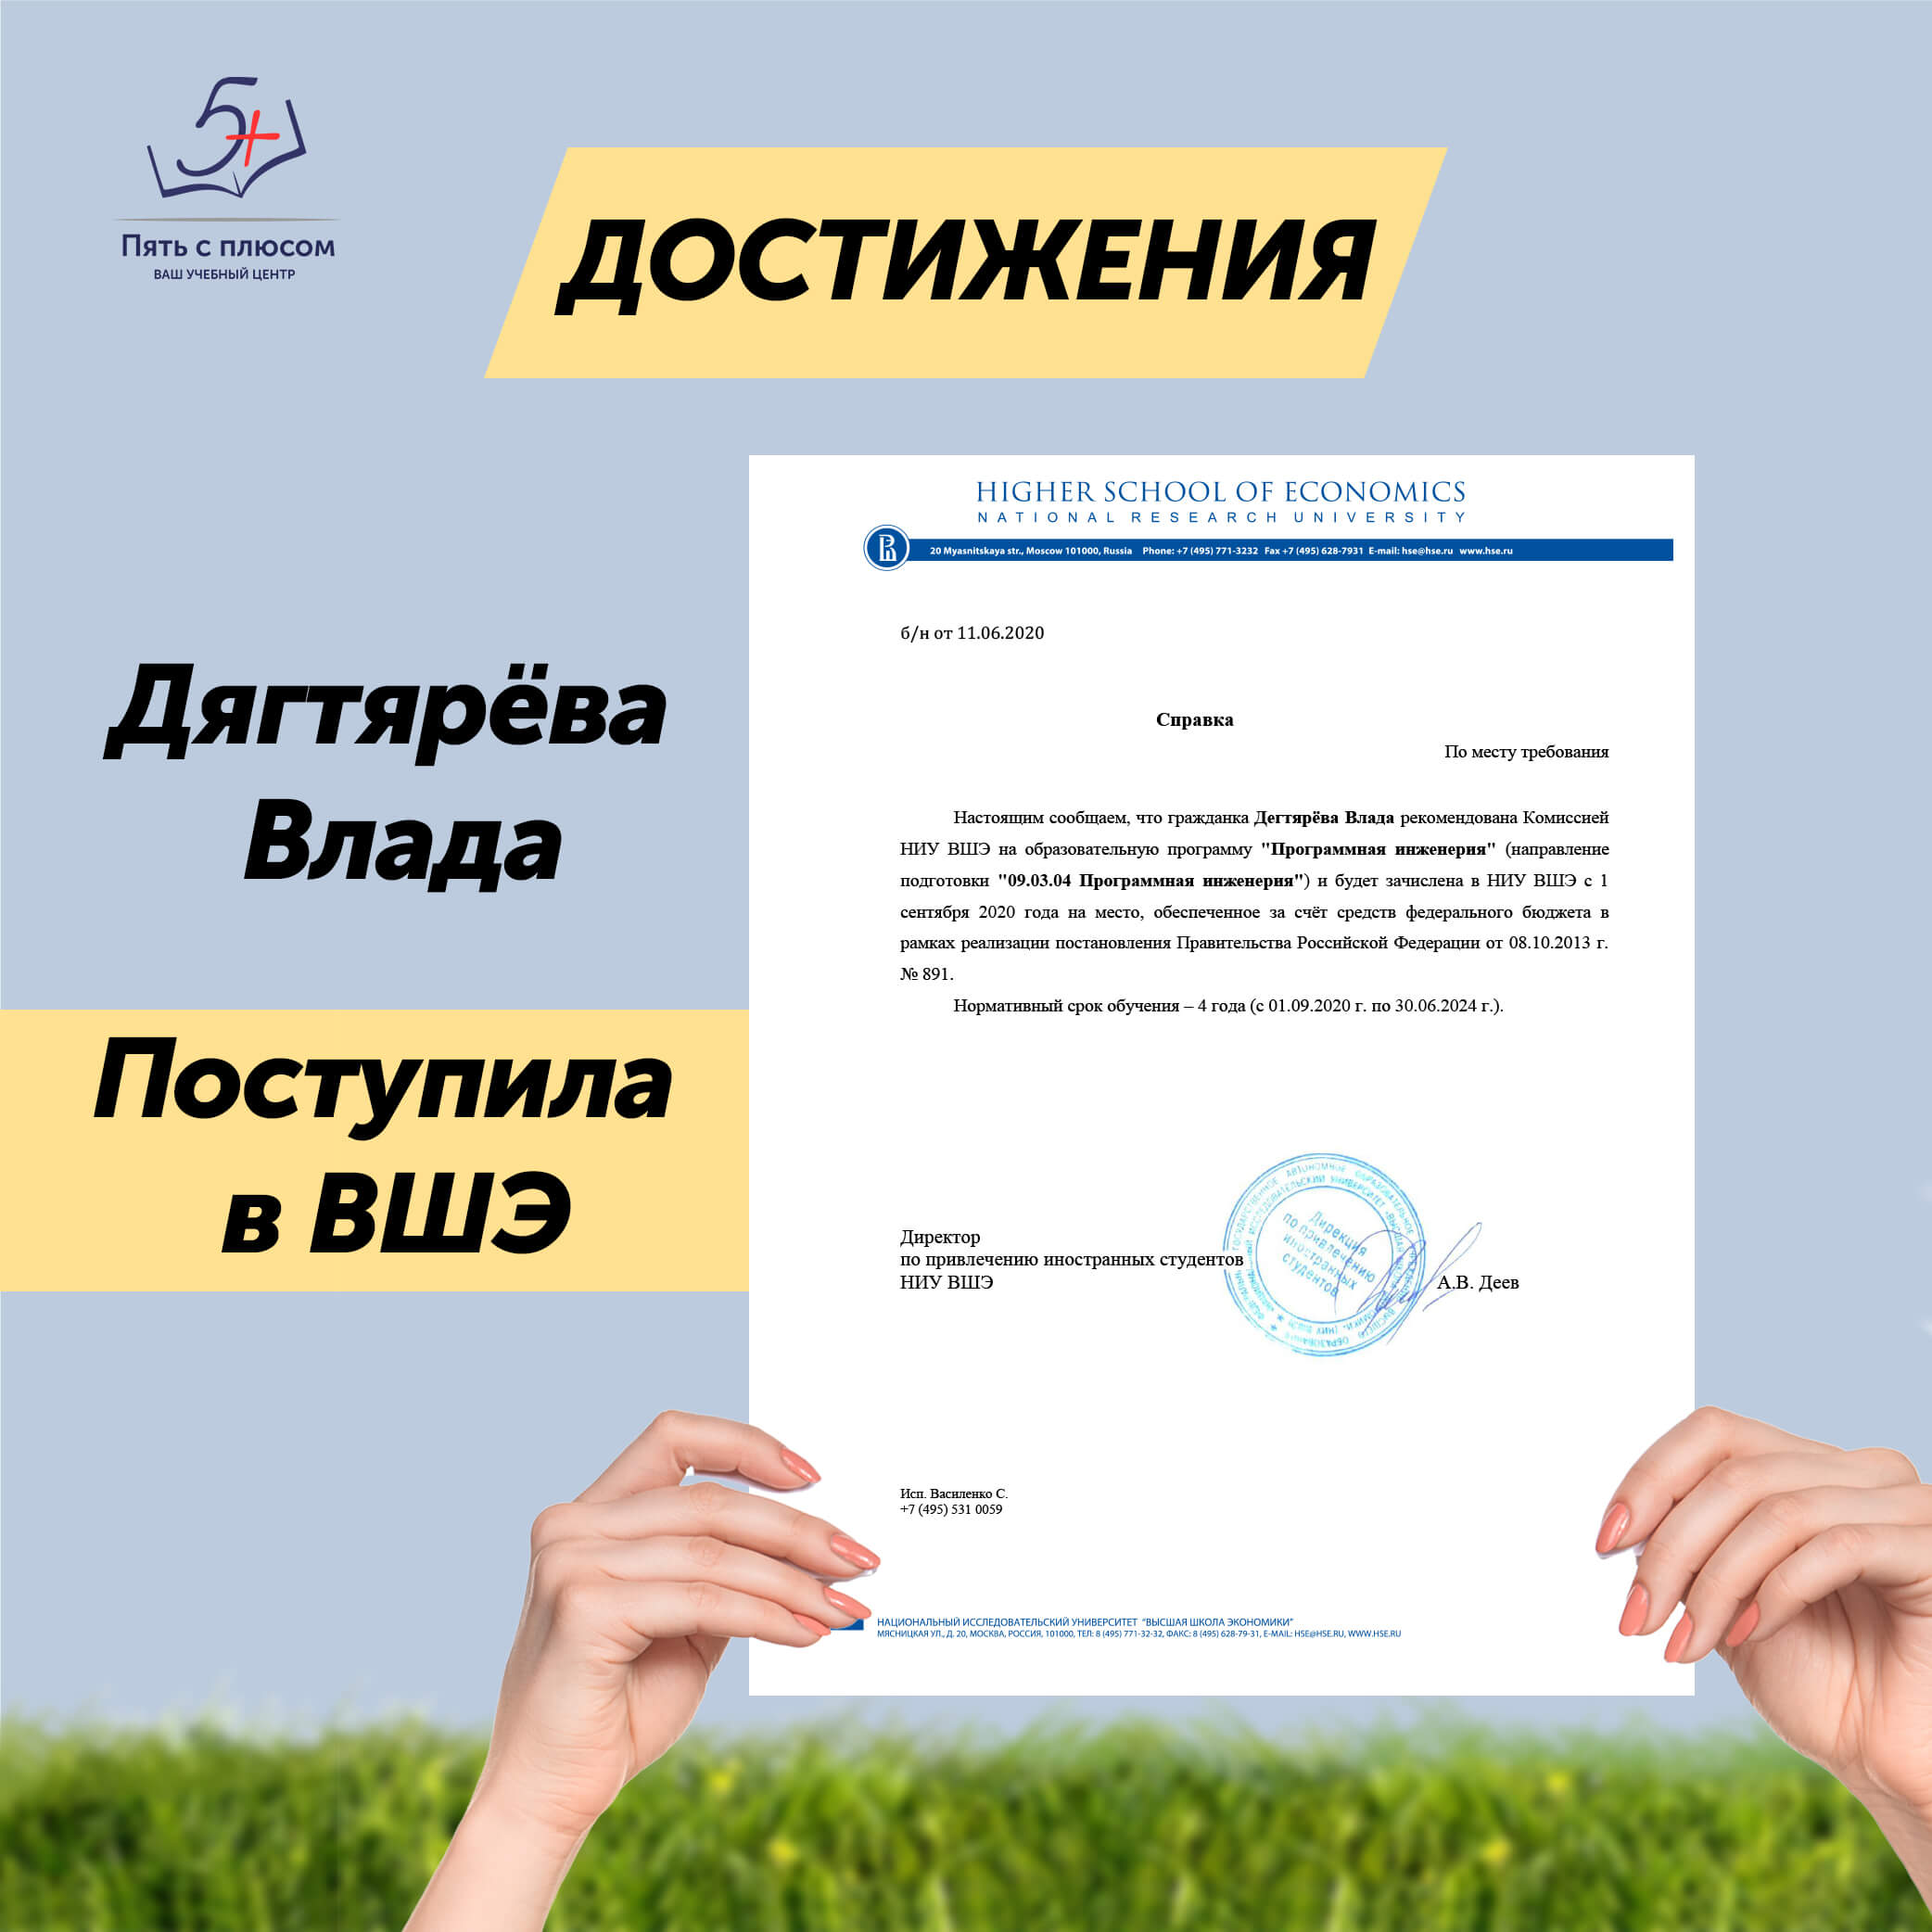 5+
Пять с плюсом
ВАШ УЧЕБНЫЙ ЦЕНТР
ДОСТИЖЕНИЯ
Дягтярёва
Влада
Поступила
в ВШЭ
HIGHER SCHOOL OF ECONOMICS
NATIONAL RESEARCH UNIVERSITY
20 Myasnitskaya str., Moscow 101000, Russia Phone: +7 (495) 771-3232 Fax +7 (495) 628-7931 E-mail: hse@hse.ru www.hse.ru
б/н от 11.06.2020
Справка
По месту требования
Настоящим сообщаем, что гражданка Дегтярёва Влада рекомендована Комиссией
НИУ ВШЭ на образовательную программу "Программная инженерия" (направление
подготовки "09.03.04 Программная инженерия") и будет зачислена в НИУ ВШЭ с 1
сентября 2020 года на место, обеспеченное за счёт средств федерального бюджета в
рамках реализации постановления Правительства Российской Федерации от 08.10.2013 г.
№ 891.
Нормативный срок обучения – 4 года (с 01.09.2020 г. по 30.06.2024 г.).
Директор
по привлечению иностранных студентов
НИУ ВШЭ
Дирекция
по привлечению
иностранных
студентов
А.В. Деев
Исп. Василенко С.
+7 (495) 531 0059
НАЦИОНАЛЬНЫЙ ИССЛЕДОВАТЕЛЬСКИЙ УНИВЕРСИТЕТ "ВЫСШАЯ ШКОЛА ЭКОНОМИКИ"
МЯСНИЦКАЯ УЛ., Д. 20, МОСКВА, РОССИЯ, 101000, ТЕЛ: 8 (495) 771-32-32, ФАКС: 8 (495) 628-79-31, E-MAIL: HSE@HSE.RU, WWW.HSE.RU